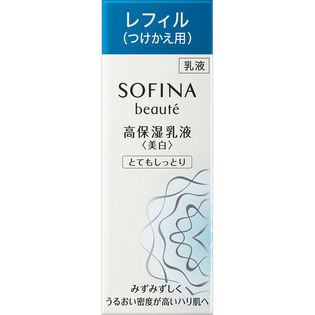 レフィル
(つけかえ用)
乳液
SOFINA
beauté
高保湿乳液
〈美白〉
とてもしっとり
みずみずしく
うるおい密度が高いハリ肌へ